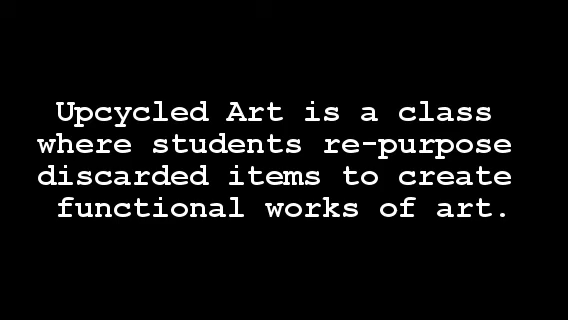 Upcycled Art is a class
where students re-purpose
discarded items to create
functional works of art.